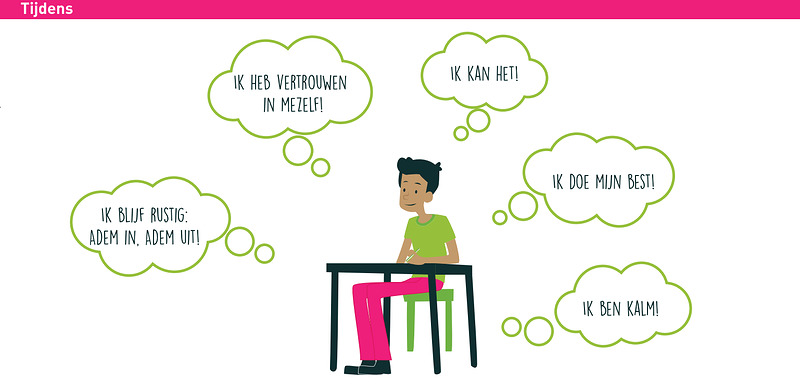 Tijdens
IK HEB VERTROUWEN
IN MEZELF!
IK KAN HET!
IK DOE MIJN BEST!
IK BLIJF RUSTIG:
ADEM IN, ADEM UIT!
IK BEN KALM!